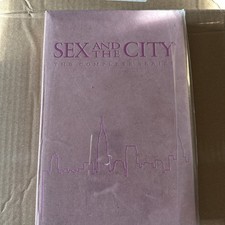 SEX AND THE CITY
THE COMPLETE SERIES